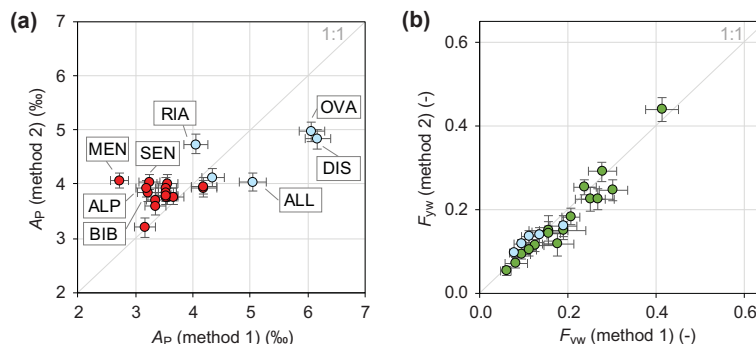 (a)
1:1
7
6
5
4
3
2
2
3
4
5
6
7
A_P (method 2) (‰)
A_P (method 1) (‰)
RIA
OVA
MEN
SEN
DIS
ALP
ALL
BIB
(b)
1:1
0.6
0.4
0.2
0.0
0.0
0.2
0.4
0.6
F_yw (method 2) (-)
F_yw (method 1) (-)